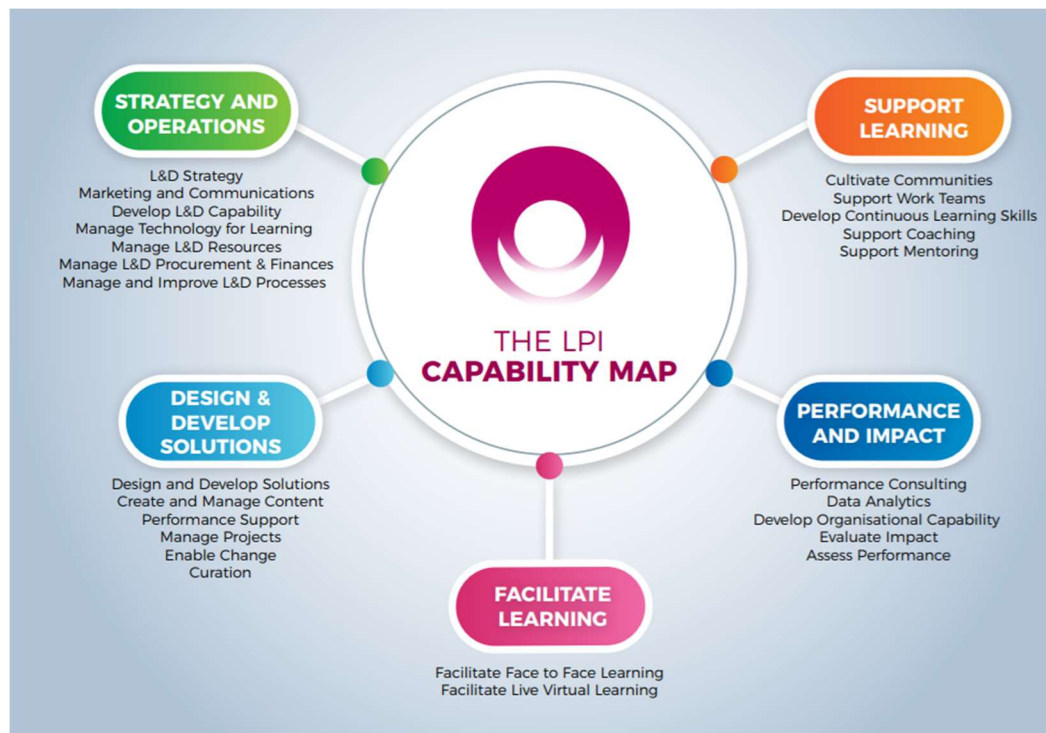 STRATEGY AND
OPERATIONS
L&D Strategy
Marketing and Communications
Develop L&D Capability
Manage Technology for Learning
Manage L&D Resources
Manage L&D Procurement & Finances
Manage and Improve L&D Processes
SUPPORT
LEARNING
Cultivate Communities
Support Work Teams
Develop Continuous Learning Skills
Support Coaching
Support Mentoring
THE LPI
CAPABILITY MAP
DESIGN &
DEVELOP
SOLUTIONS
Design and Develop Solutions
Create and Manage Content
Performance Support
Manage Projects
Enable Change
Curation
PERFORMANCE
AND IMPACT
Performance Consulting
Data Analytics
Develop Organisational Capability
Evaluate Impact
Assess Performance
FACILITATE
LEARNING
Facilitate Face to Face Learning
Facilitate Live Virtual Learning